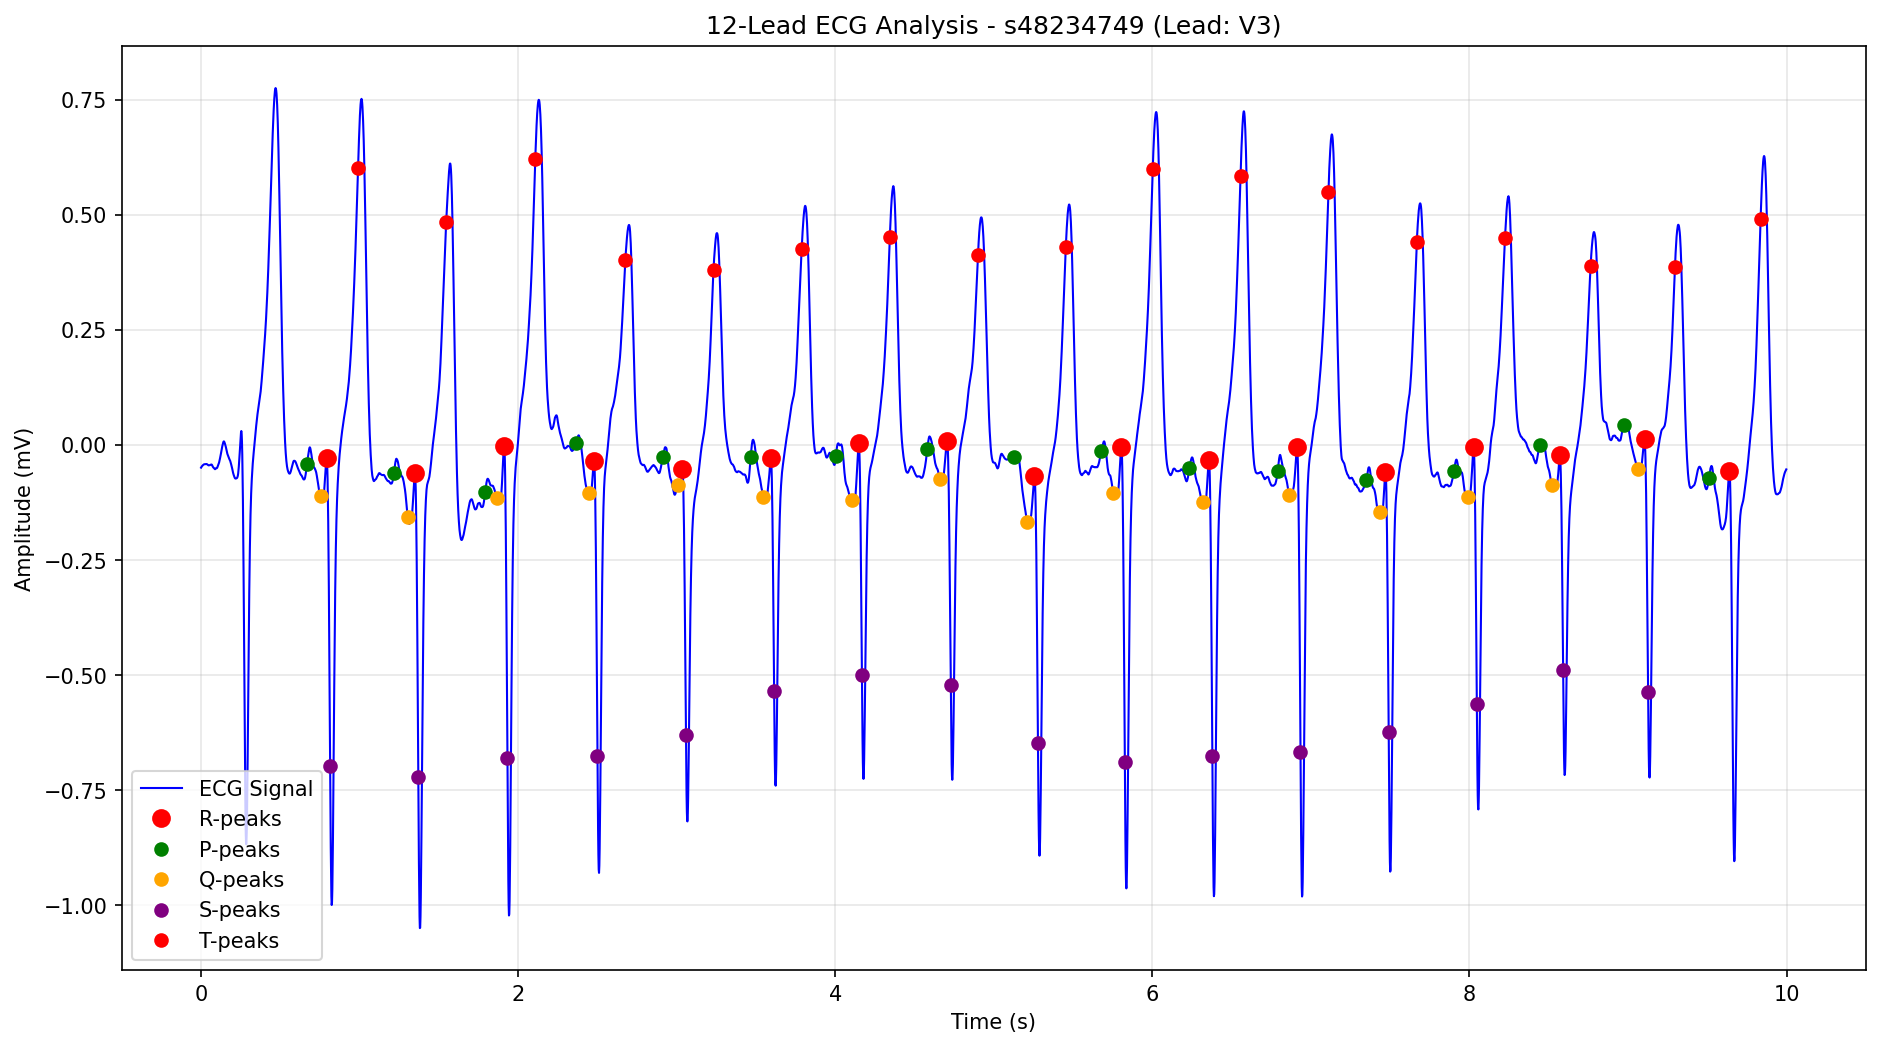 12-Lead ECG Analysis - s48234749 (Lead: V3)
Amplitude (mV)
0.75
0.50
0.25
0.00
−0.25
−0.50
−0.75
−1.00
ECG Signal
R-peaks
P-peaks
Q-peaks
S-peaks
T-peaks
0 2 4 6 8 10
Time (s)